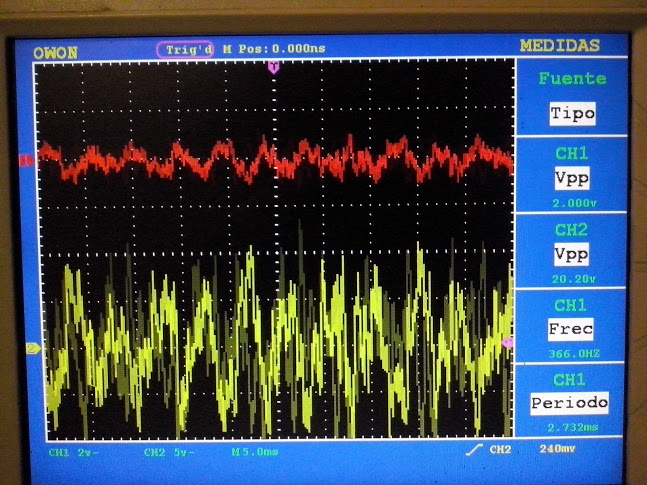 OWON Trig'd M Pos:0.000ns MEDIDAS
Fuente
Tipo
CH1
Vpp
2.000v
CH2
Vpp
20.20v
CH1
Frec
366.0HZ
CH1
Periodo
2.732ms
CH1 2v~ CH2 5v~ M5.0ms CH2 240mv